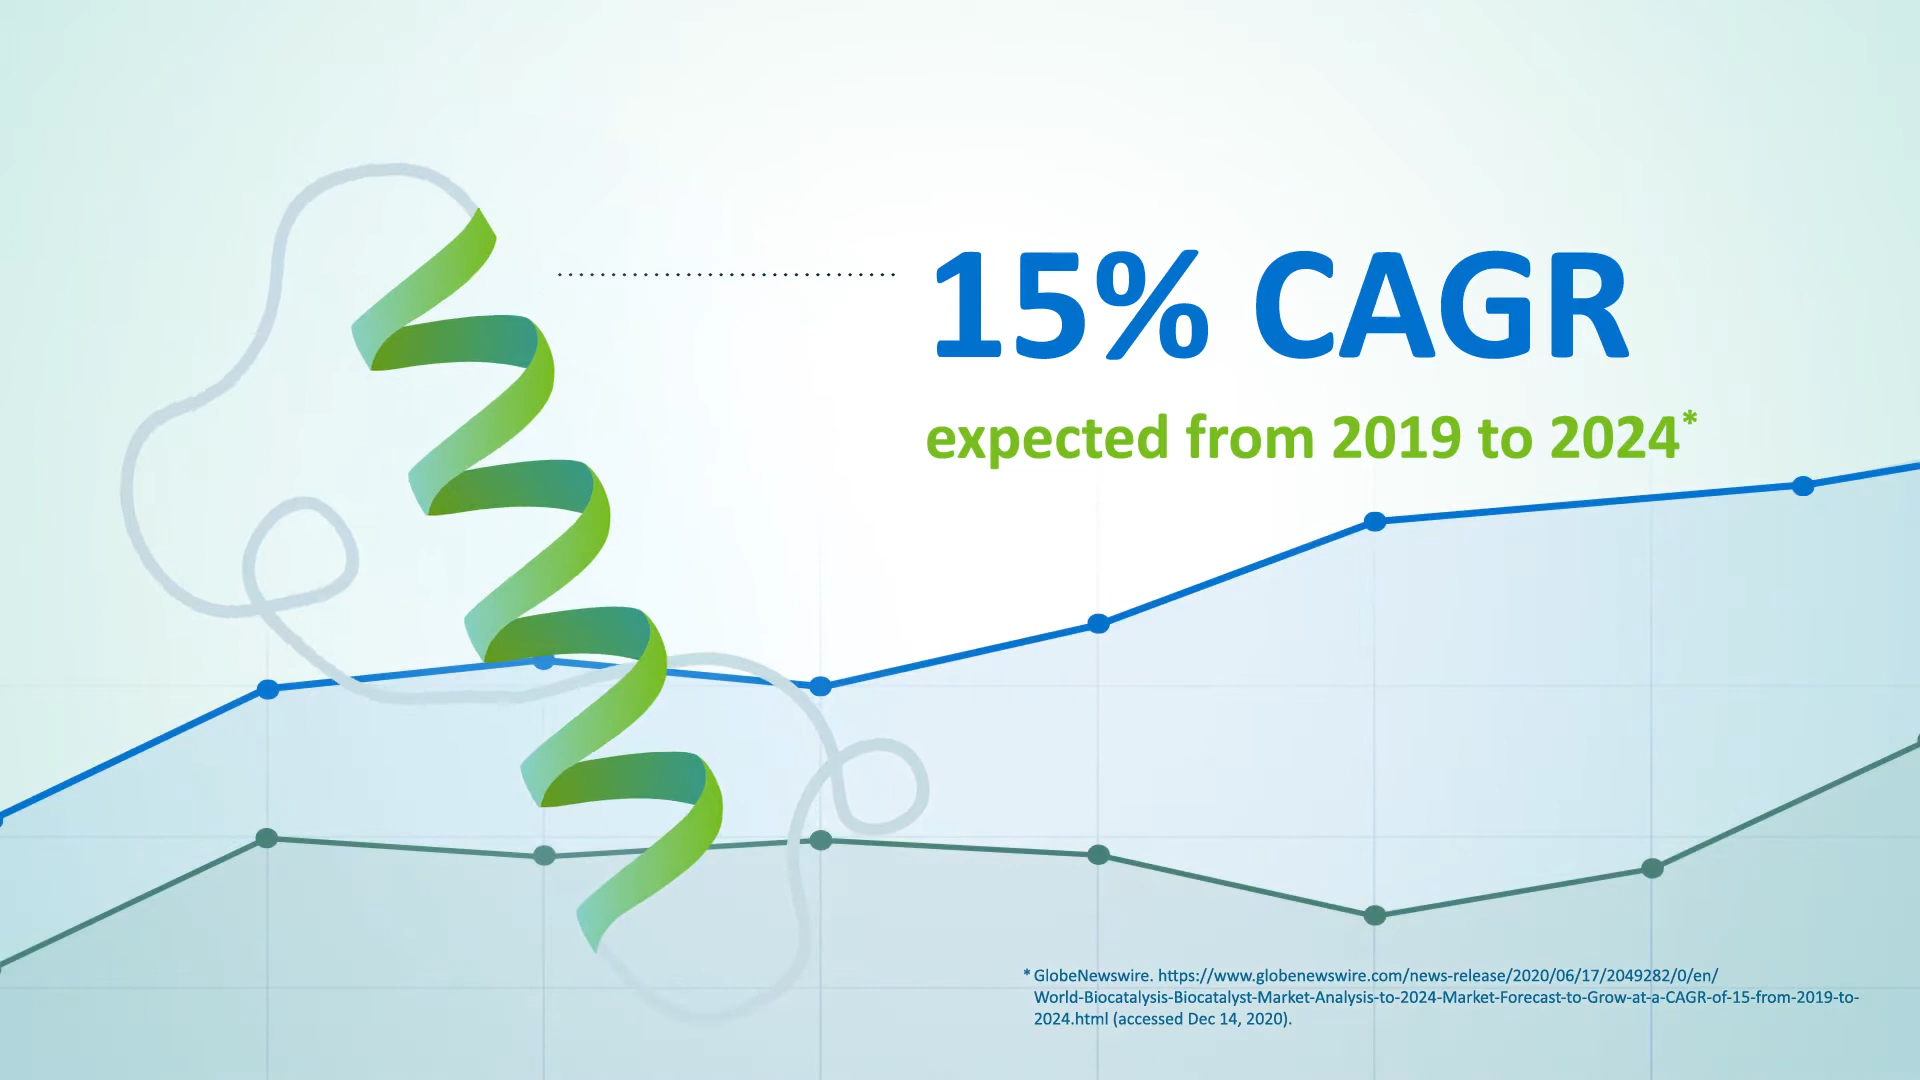 15% CAGR
expected from 2019 to 2024*
* GlobeNewswire. https://www.globenewswire.com/news-release/2020/06/17/2049282/0/en/
World-Biocatalysis-Biocatalyst-Market-Analysis-to-2024-Market-Forecast-to-Grow-at-a-CAGR-of-15-from-2019-to-
2024.html (accessed Dec 14, 2020).